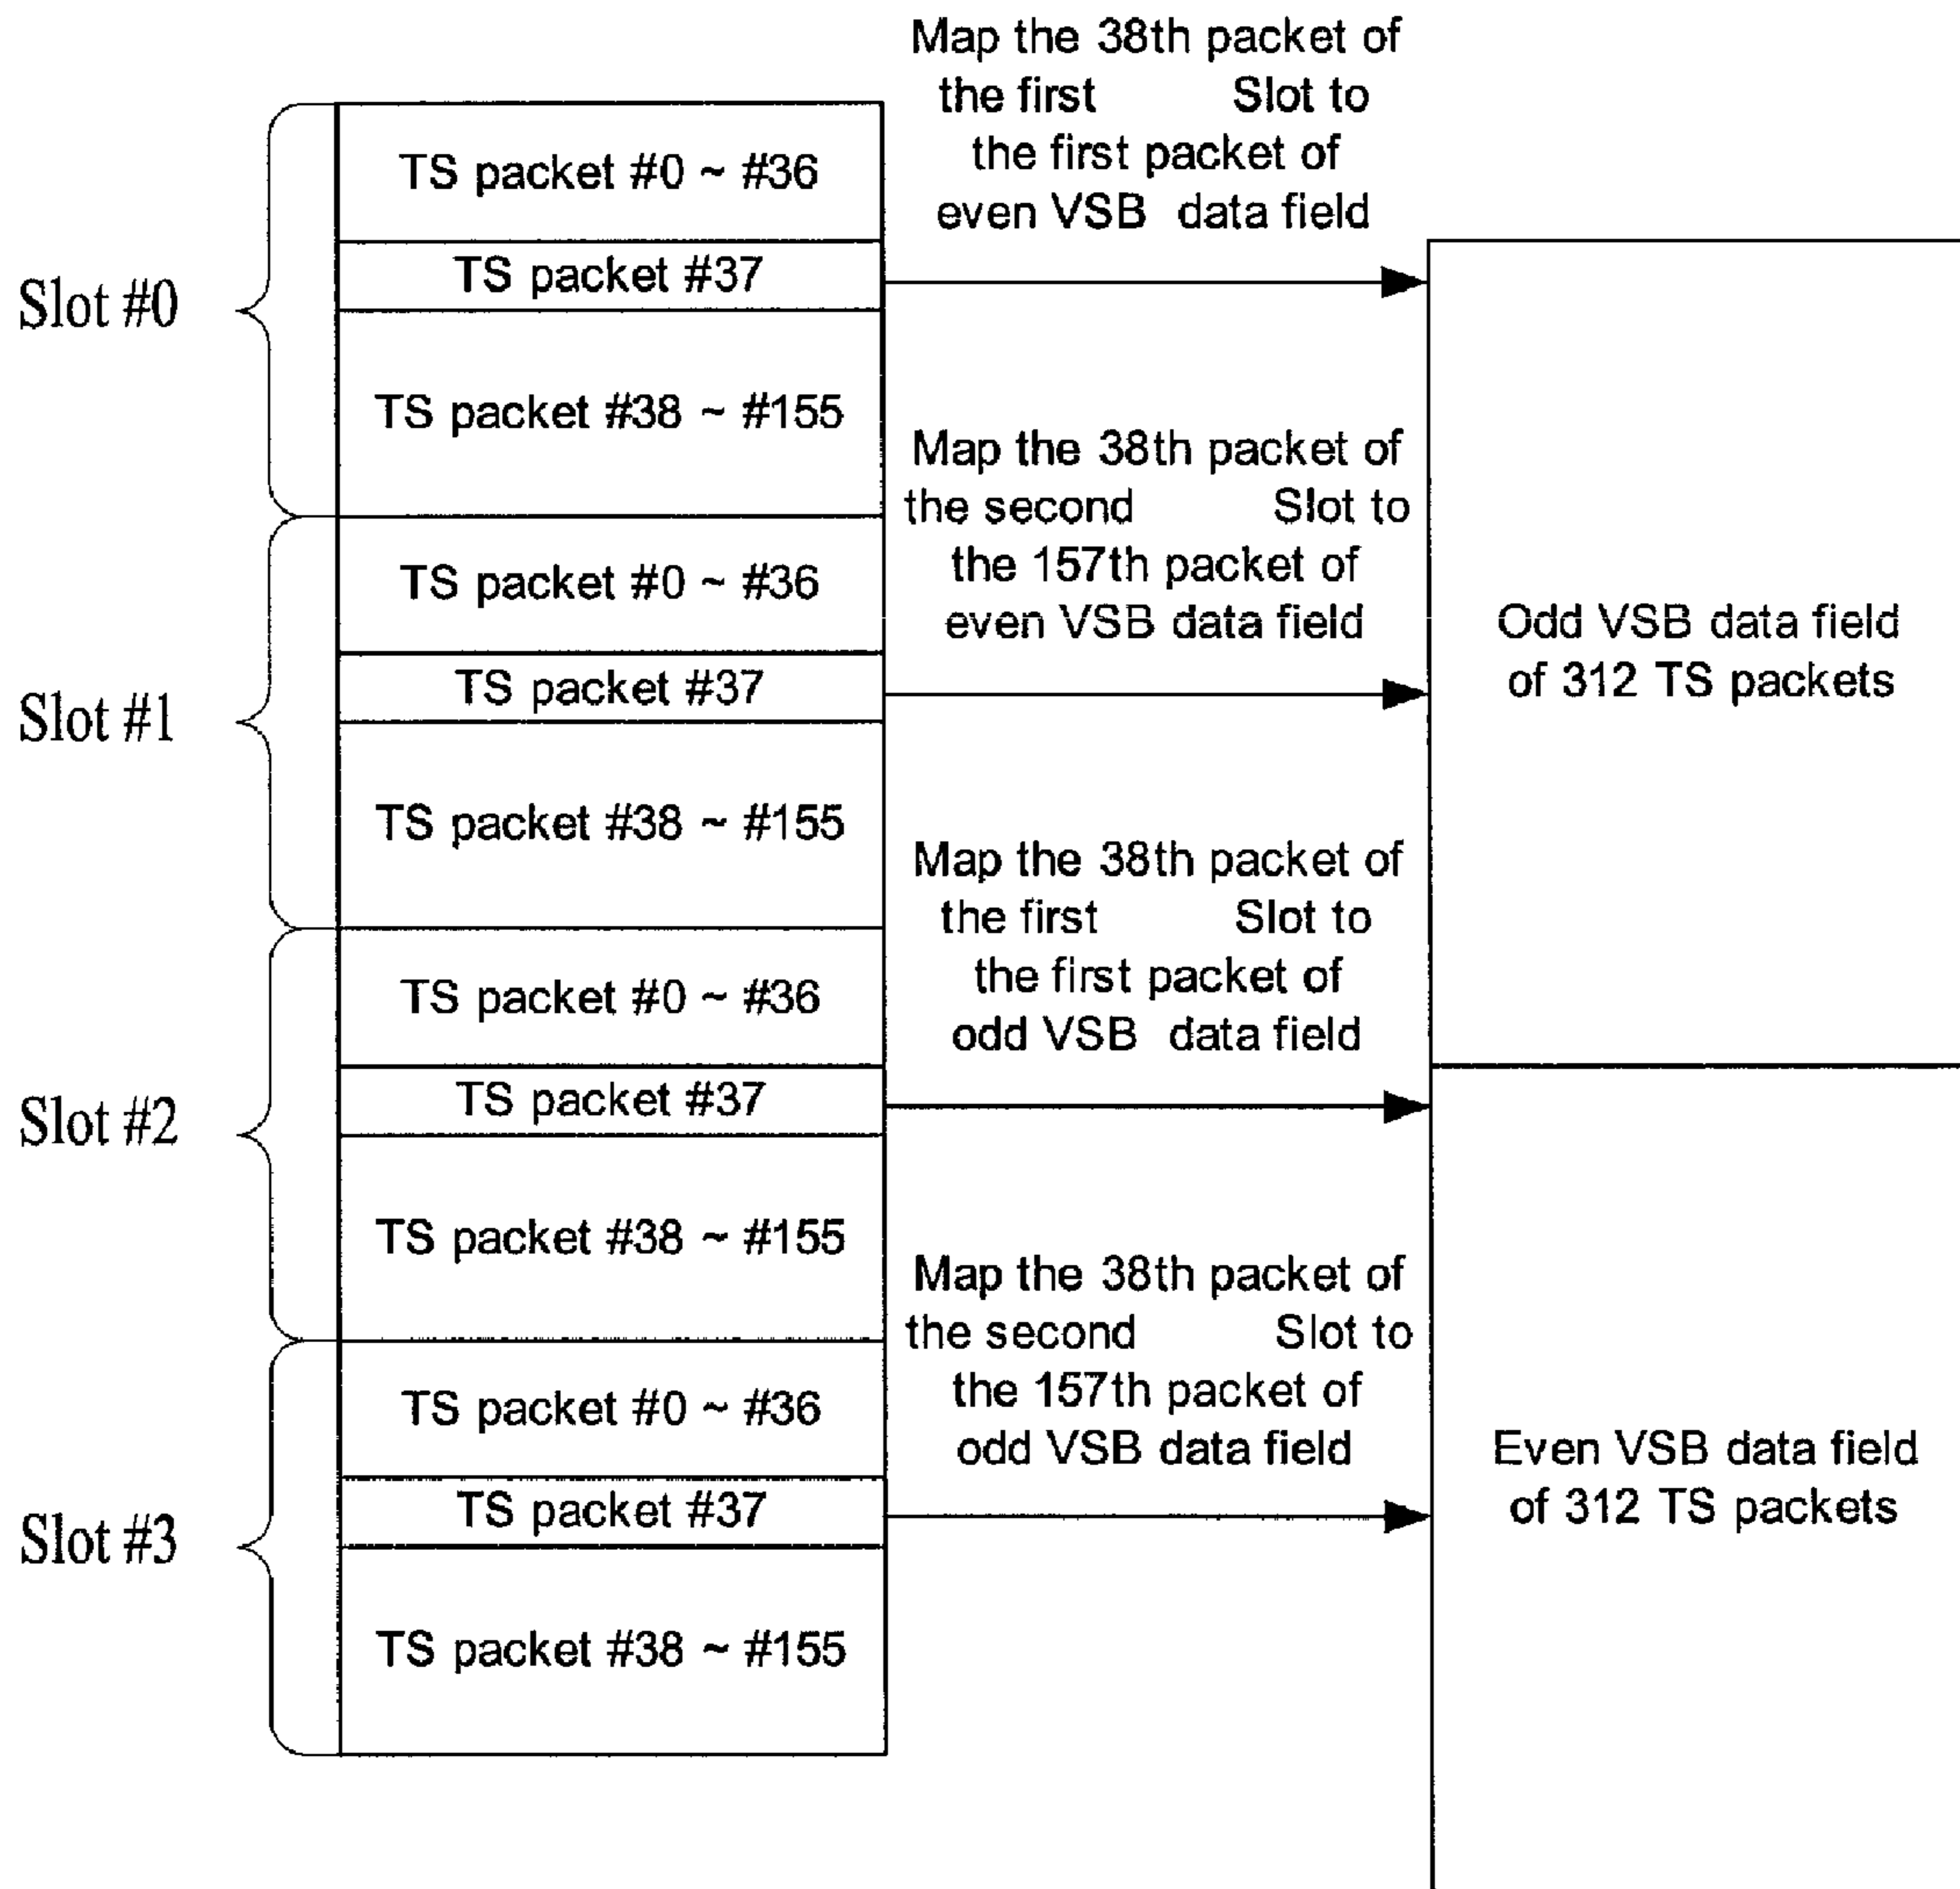 Map the 38th packet of
the first Slot to
the first packet of
even VSB data field
TS packet #0 ~ #36
TS packet #37
Slot #0
TS packet #38 ~ #155
Map the 38th packet of
the second Slot to
the 157th packet of
even VSB data field
TS packet #0 ~ #36
TS packet #37
Slot #1
TS packet #38 ~ #155
Odd VSB data field
of 312 TS packets
Map the 38th packet of
the first Slot to
the first packet of
odd VSB data field
TS packet #0 ~ #36
TS packet #37
Slot #2
TS packet #38 ~ #155
Map the 38th packet of
the second Slot to
the 157th packet of
odd VSB data field
TS packet #0 ~ #36
TS packet #37
Slot #3
TS packet #38 ~ #155
Even VSB data field
of 312 TS packets